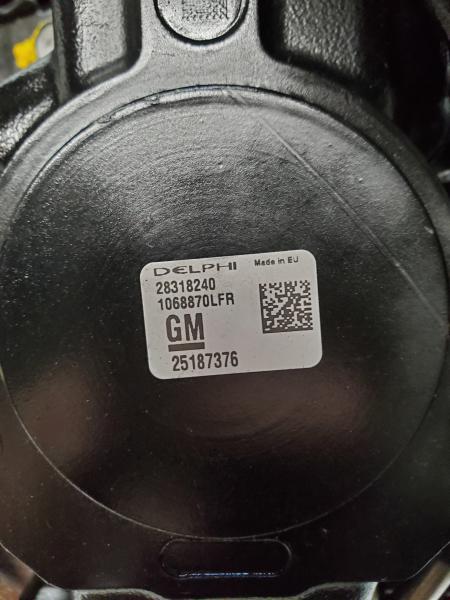 DELPHI Made in EU
28318240
1068870LFR
GM
25187376